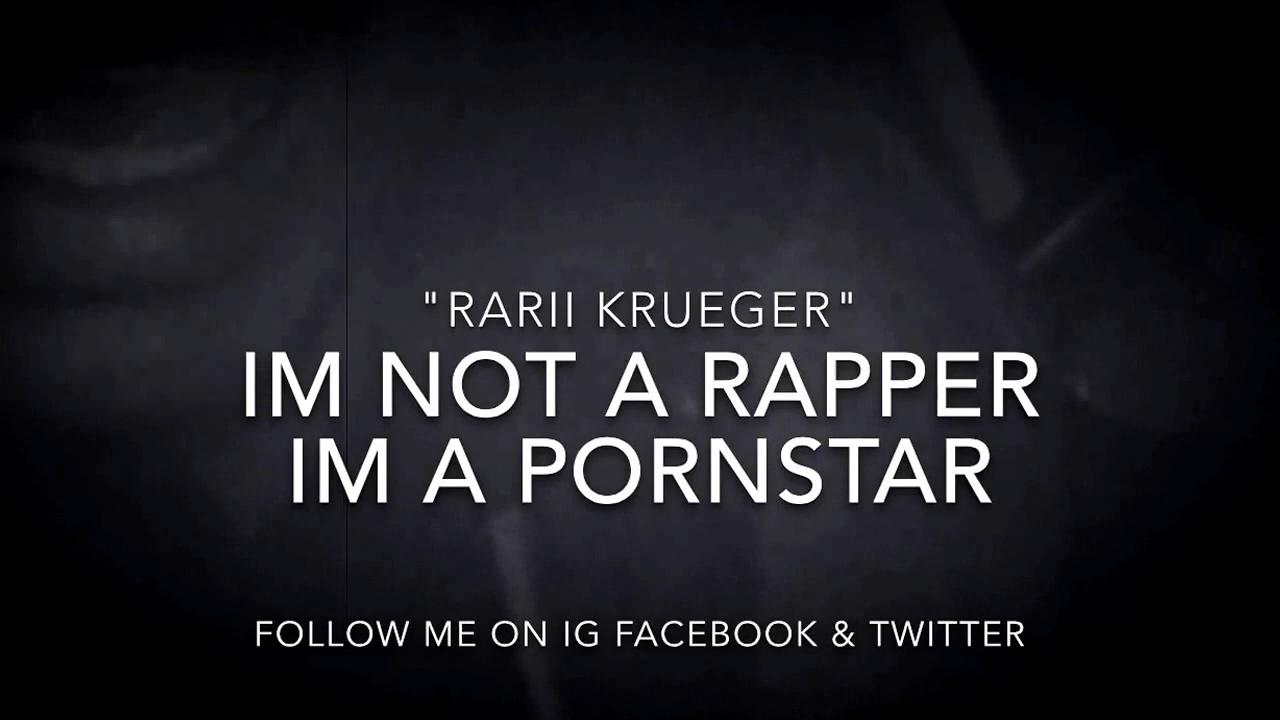 "RARII KRUEGER"
IM NOT A RAPPER
IM A PORNSTAR
FOLLOW ME ON IG FACEBOOK & TWITTER